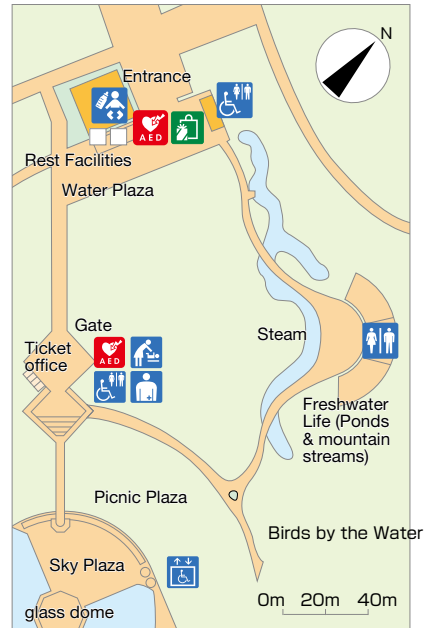 N
Entrance
AED
Rest Facilities
Water Plaza
Gate
AED
Ticket
office
Steam
Freshwater
Life (Ponds
& mountain
streams)
Picnic Plaza
Birds by the Water
Sky Plaza
0m 20m 40m
glass dome